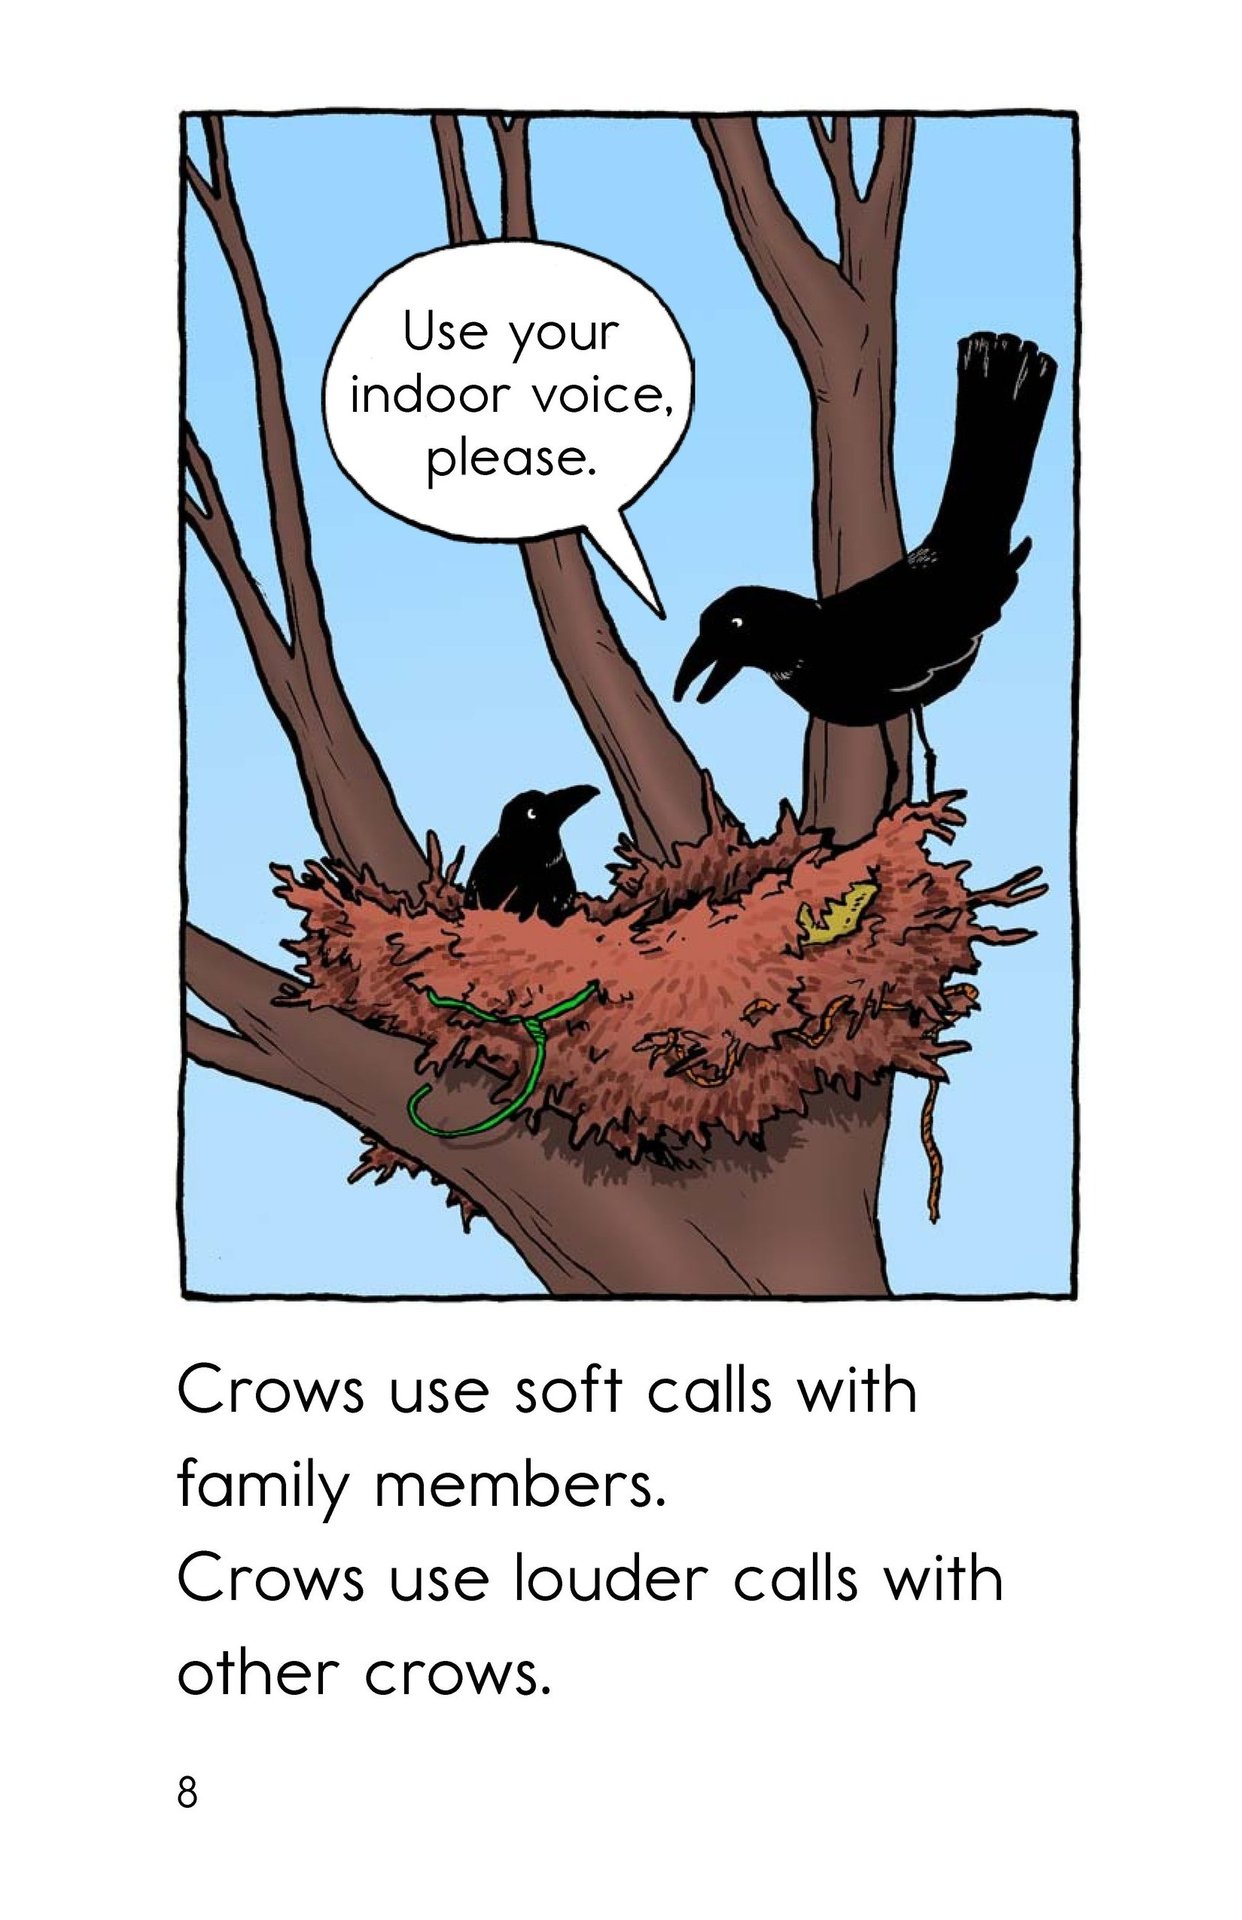 Use your
indoor voice,
please.
Crows use soft calls with
family members.
Crows use louder calls with
other crows.
8